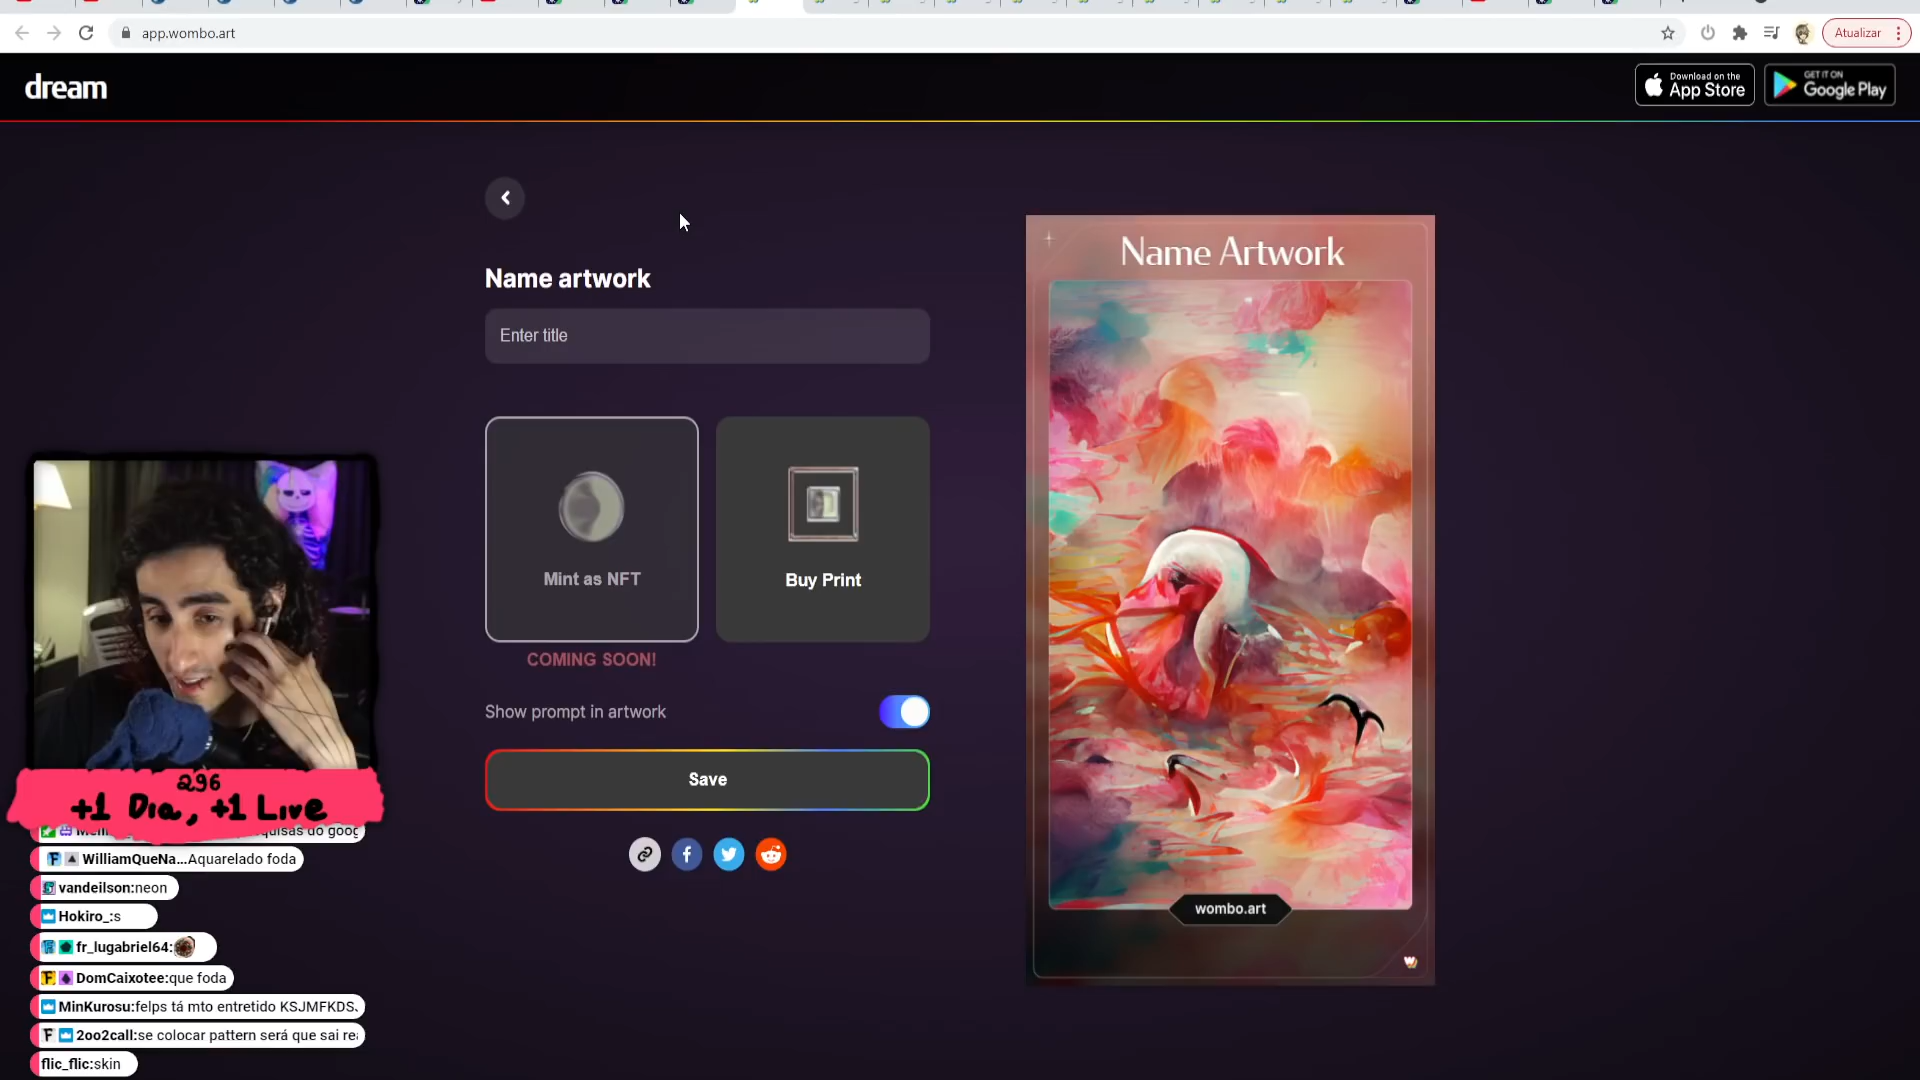 app.wombo.art
Atualizar
dream
Download on the
App Store
GET IT ON
Google Play
Name artwork
Enter title
Mint as NFT
Buy Print
COMING SOON!
Show prompt in artwork
Save
Name Artwork
wombo.art
296
+1 Dia, +1 Live
quisas do goog
WilliamQueNa...Aquarelado foda
vandeilson:neon
Hokiro_:s
fr_lugabriel64:
DomCaixotee:que foda
MinKurosu:felps tá mto entretido KSJMFKDS.
2oo2call:se colocar pattern será que sai re
flic_flic:skin